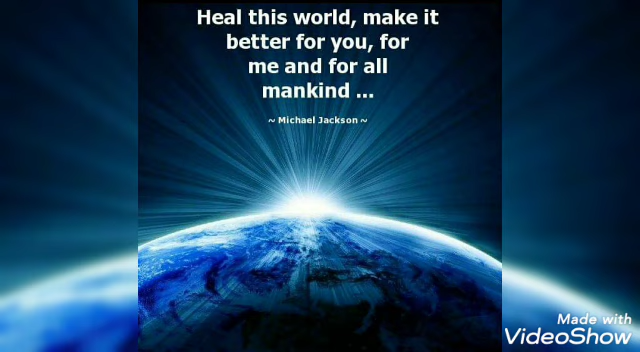 Heal this world, make it
better for you, for
me and for all
mankind ...
~ Michael Jackson ~
Made with
VideoShow